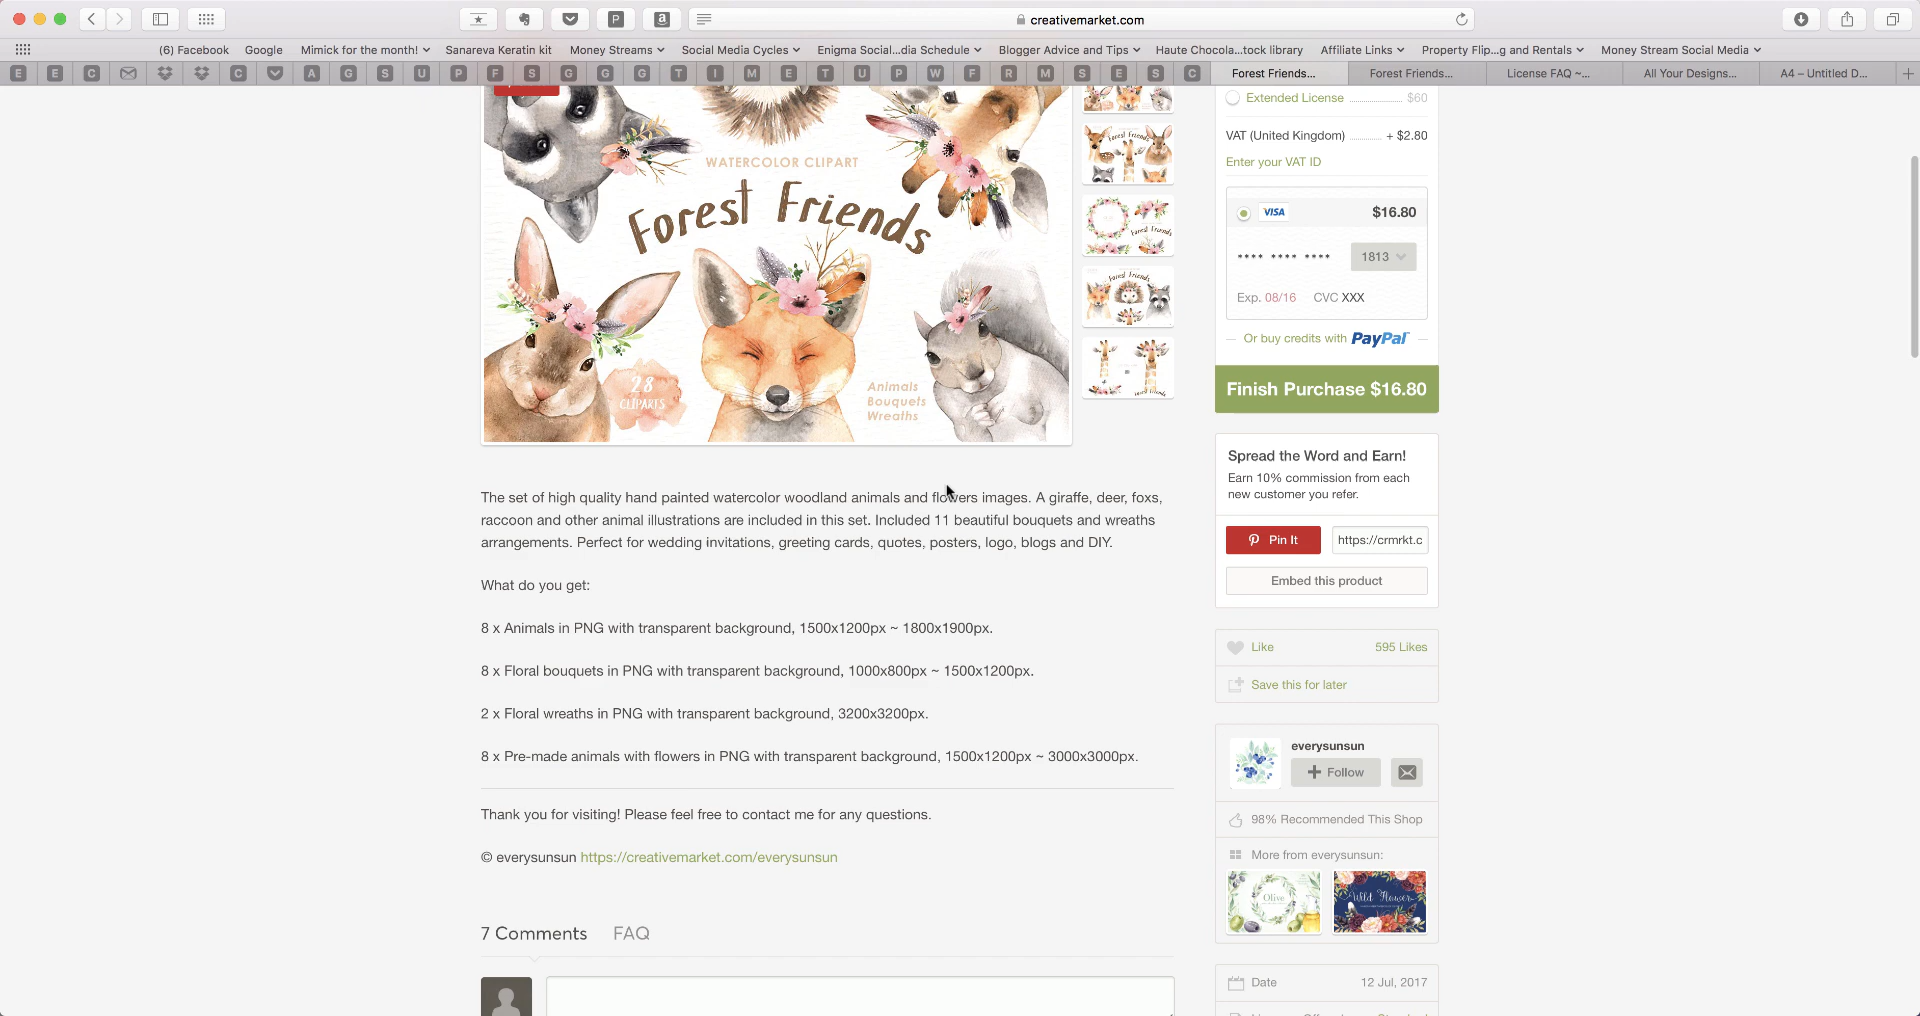 creativemarket.com
(6) Facebook
Google
Mimick for the month!
Sanareva Keratin kit
Money Streams
Social Media Cycles
Enigma Social...dia Schedule
Blogger Advice and Tips
Haute Chocola...tock library
Affiliate Links
Property Flip...g and Rentals
Money Stream Social Media
E E C C A G S U P F S G G G T I M E T U P W F R M S E S C
Forest Friends...
Forest Friends...
License FAQ ~...
All Your Designs...
A4 – Untitled D...
WATERCOLOR CLIPART
Forest Friends
28
CLIPARTS
Animals
Bouquets
Wreaths
Forest Friends
Forest Friends
Forest Friends
Extended License $60
VAT (United Kingdom) + $2.80
Enter your VAT ID
VISA $16.80
**** **** **** 1813
Exp. 08/16 CVC XXX
Or buy credits with PayPal
Finish Purchase $16.80
Spread the Word and Earn!
Earn 10% commission from each
new customer you refer.
Pin It
https://crmrkt.c
Embed this product
Like 595 Likes
Save this for later
everysunsun
Follow
98% Recommended This Shop
More from everysunsun:
Olive
Wild Flower
Date 12 Jul, 2017
The set of high quality hand painted watercolor woodland animals and flowers images. A giraffe, deer, foxs,
raccoon and other animal illustrations are included in this set. Included 11 beautiful bouquets and wreaths
arrangements. Perfect for wedding invitations, greeting cards, quotes, posters, logo, blogs and DIY.
What do you get:
8 x Animals in PNG with transparent background, 1500x1200px ~ 1800x1900px.
8 x Floral bouquets in PNG with transparent background, 1000x800px ~ 1500x1200px.
2 x Floral wreaths in PNG with transparent background, 3200x3200px.
8 x Pre-made animals with flowers in PNG with transparent background, 1500x1200px ~ 3000x3000px.
Thank you for visiting! Please feel free to contact me for any questions.
© everysunsun https://creativemarket.com/everysunsun
7 Comments FAQ